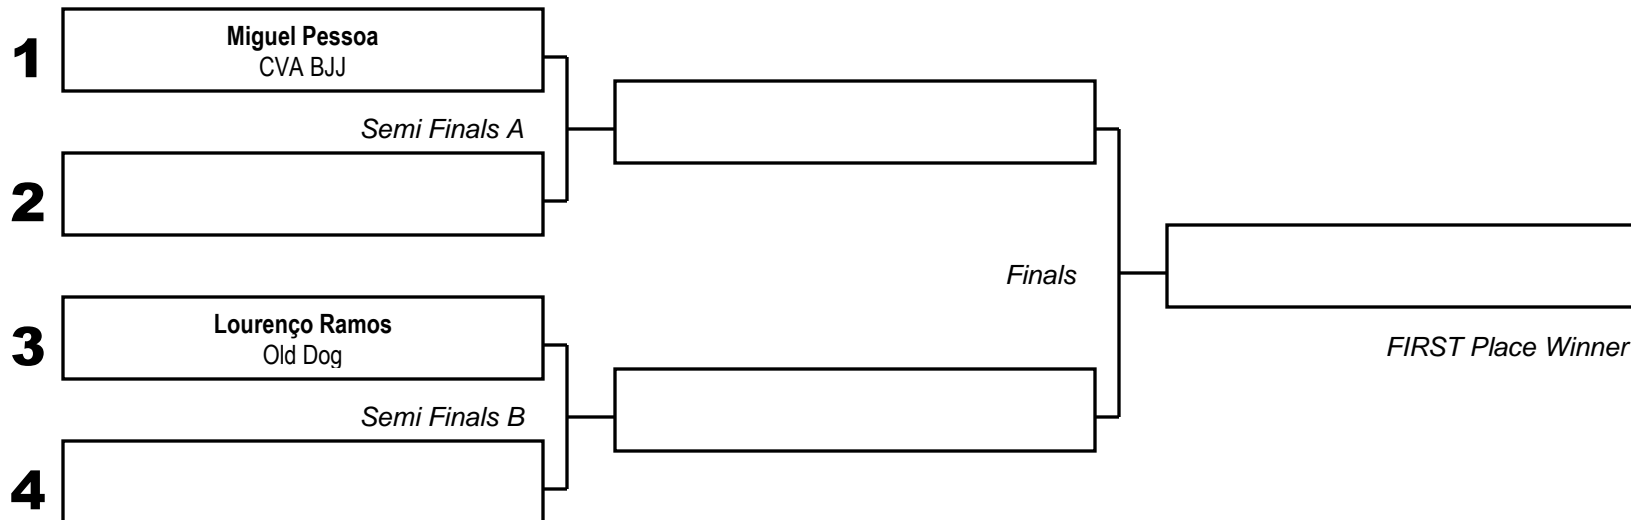 1
Miguel Pessoa
CVA BJJ
Semi Finals A
2
Finals
3
Lourenço Ramos
Old Dog
FIRST Place Winner
Semi Finals B
4